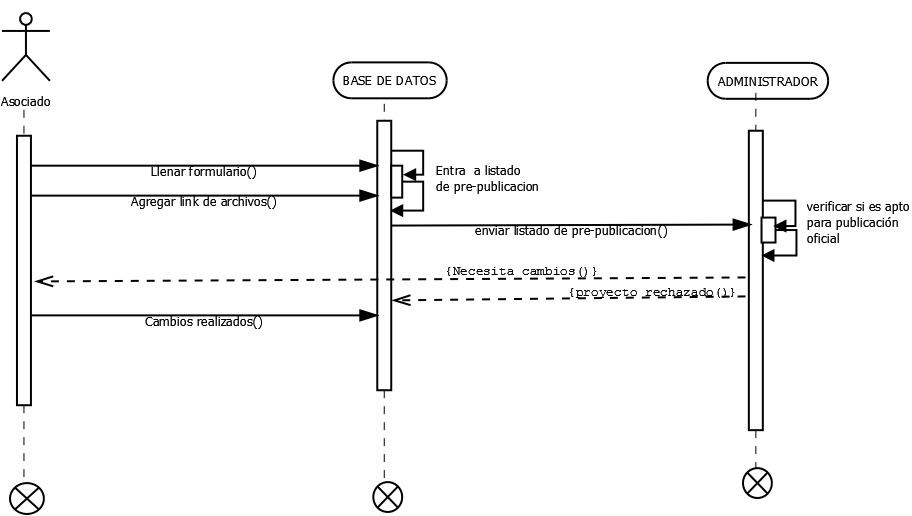 BASE DE DATOS
ADMINISTRADOR
Asociado
Llenar formulario()
Entra a listado
de pre-publicacion
Agregar link de archivos()
verificar si es apto
para publicación
oficial
enviar listado de pre-publicacion()
{Necesita cambios()}
{proyecto rechazado()}
Cambios realizados()